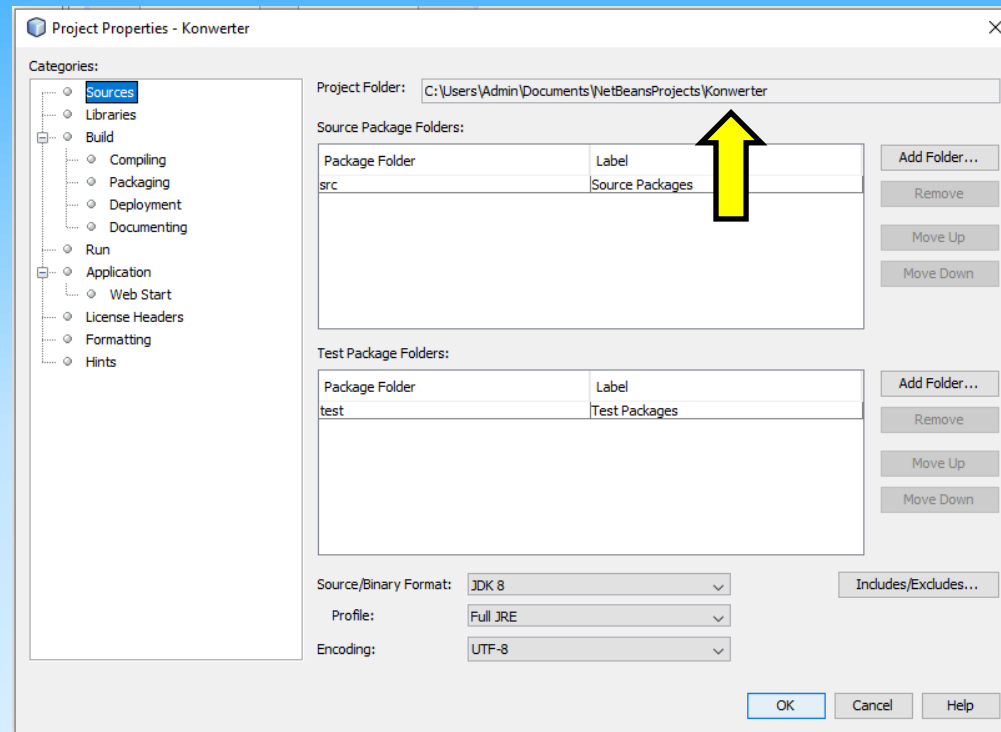 Project Properties - Konwerter
Categories:
Sources
Libraries
Build
Compiling
Packaging
Deployment
Documenting
Run
Application
Web Start
License Headers
Formatting
Hints
Project Folder: C:\Users\Admin\Documents\NetBeansProjects\Konwerter
Source Package Folders:
Package Folder Label
src Source Packages
Add Folder...
Remove
Move Up
Move Down
Test Package Folders:
Package Folder Label
test Test Packages
Add Folder...
Remove
Move Up
Move Down
Source/Binary Format: JDK 8 Includes/Excludes...
Profile: Full JRE
Encoding: UTF-8
OK Cancel Help